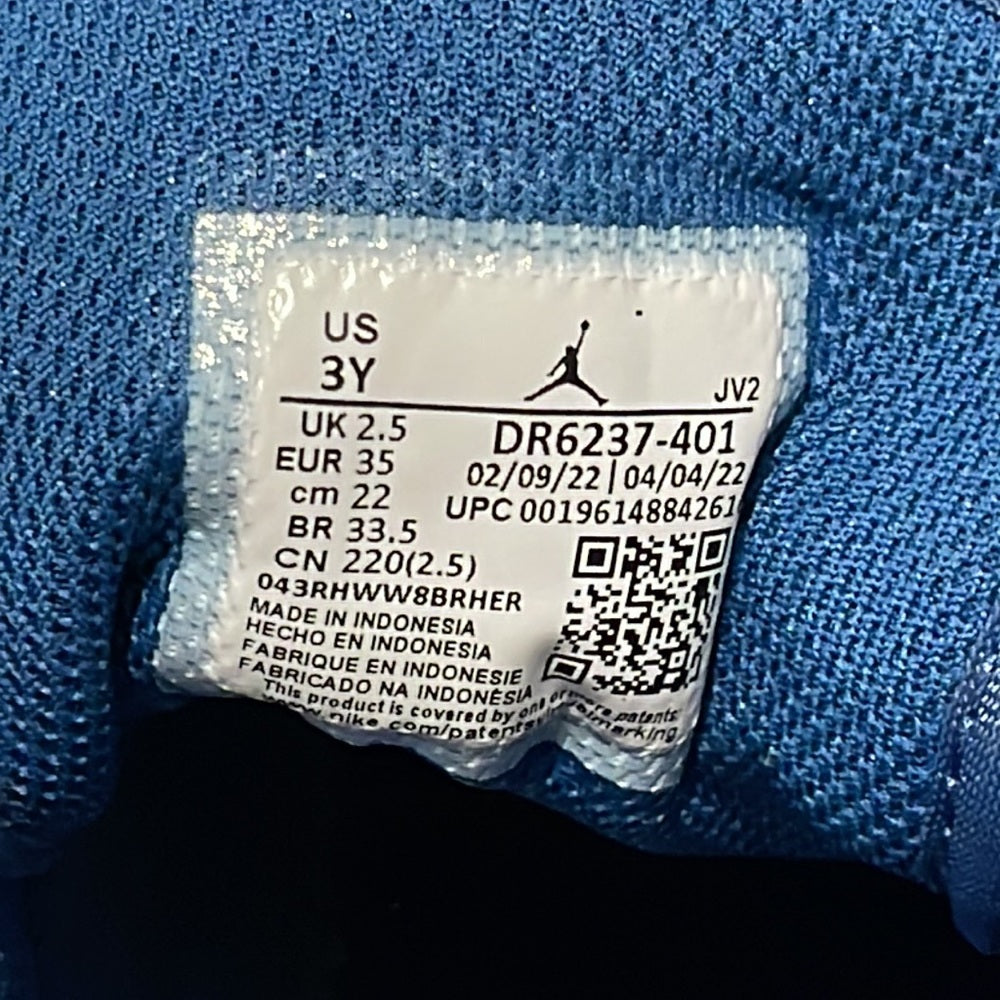 US
3Y
JV2
UK 2.5
DR6237-401
EUR 35
02/09/22 | 04/04/22
cm 22
UPC 0019614884261
BR 33.5
CN 220(2.5)
043RHWW8BRHER
MADE IN INDONESIA
HECHO EN INDONESIA
FABRIQUE EN INDONESIE
FABRICADO NA INDONÉSIA
This product is covered by one or more patents.
www.nike.com/patents